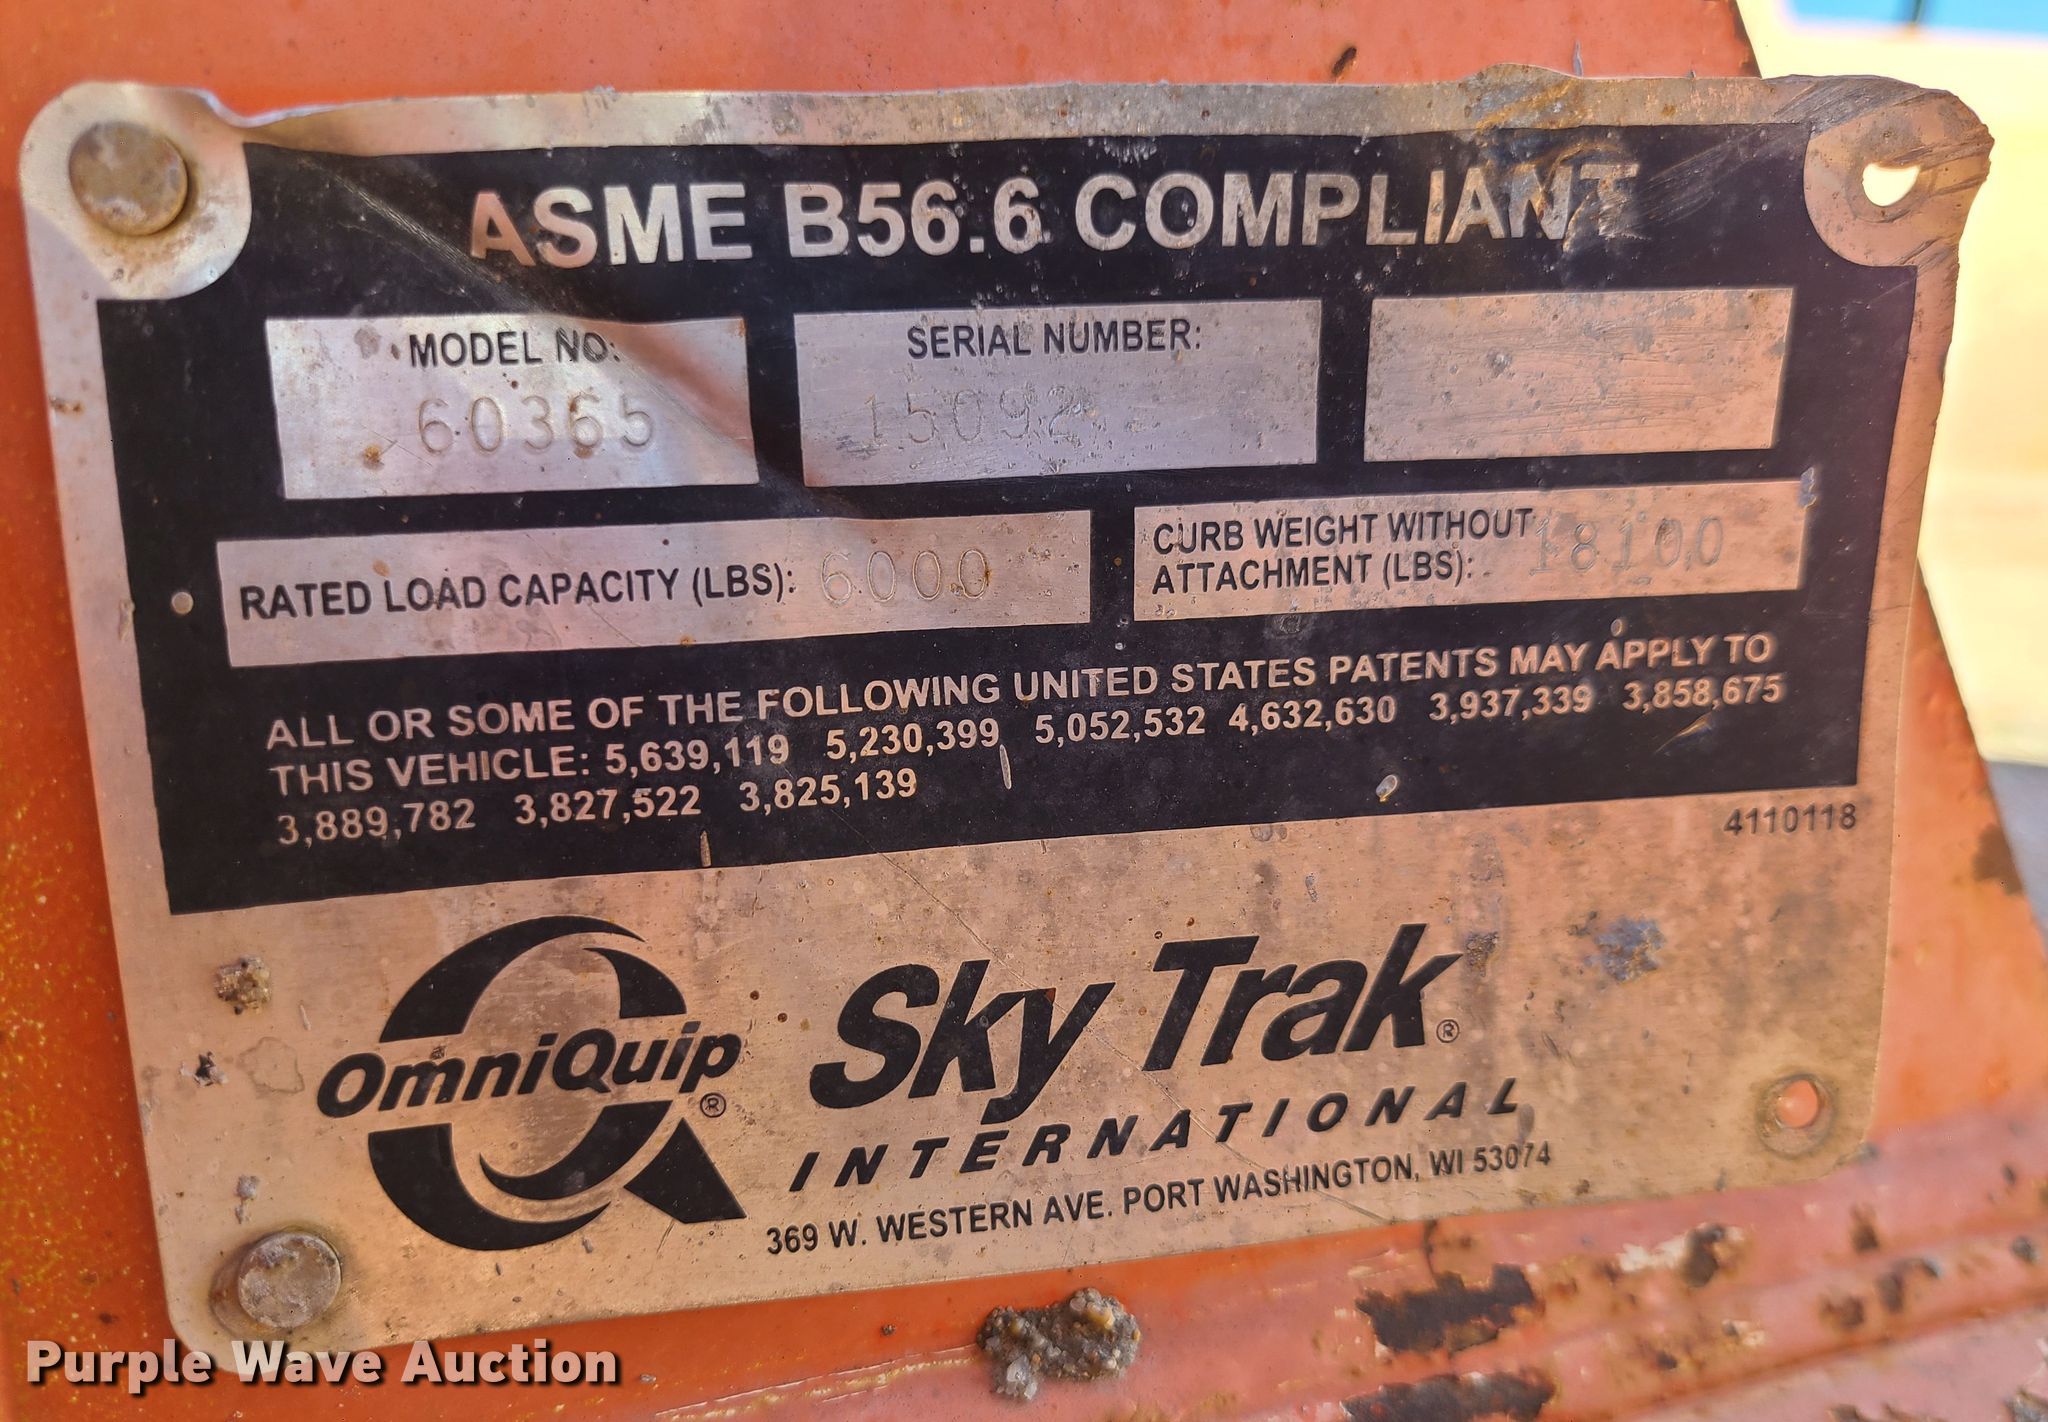 ASME B56.6 COMPLIANT
MODEL NO:
60365
SERIAL NUMBER:
15092
RATED LOAD CAPACITY (LBS): 6000
CURB WEIGHT WITHOUT
ATTACHMENT (LBS): 18100
ALL OR SOME OF THE FOLLOWING UNITED STATES PATENTS MAY APPLY TO
THIS VEHICLE: 5,639,119 5,230,399 5,052,532 4,632,630 3,937,339 3,858,675
3,889,782 3,827,522 3,825,139
4110118
OmniQuip®
Sky Trak®
INTERNATIONAL
369 W. WESTERN AVE. PORT WASHINGTON, WI 53074
Purple Wave Auction